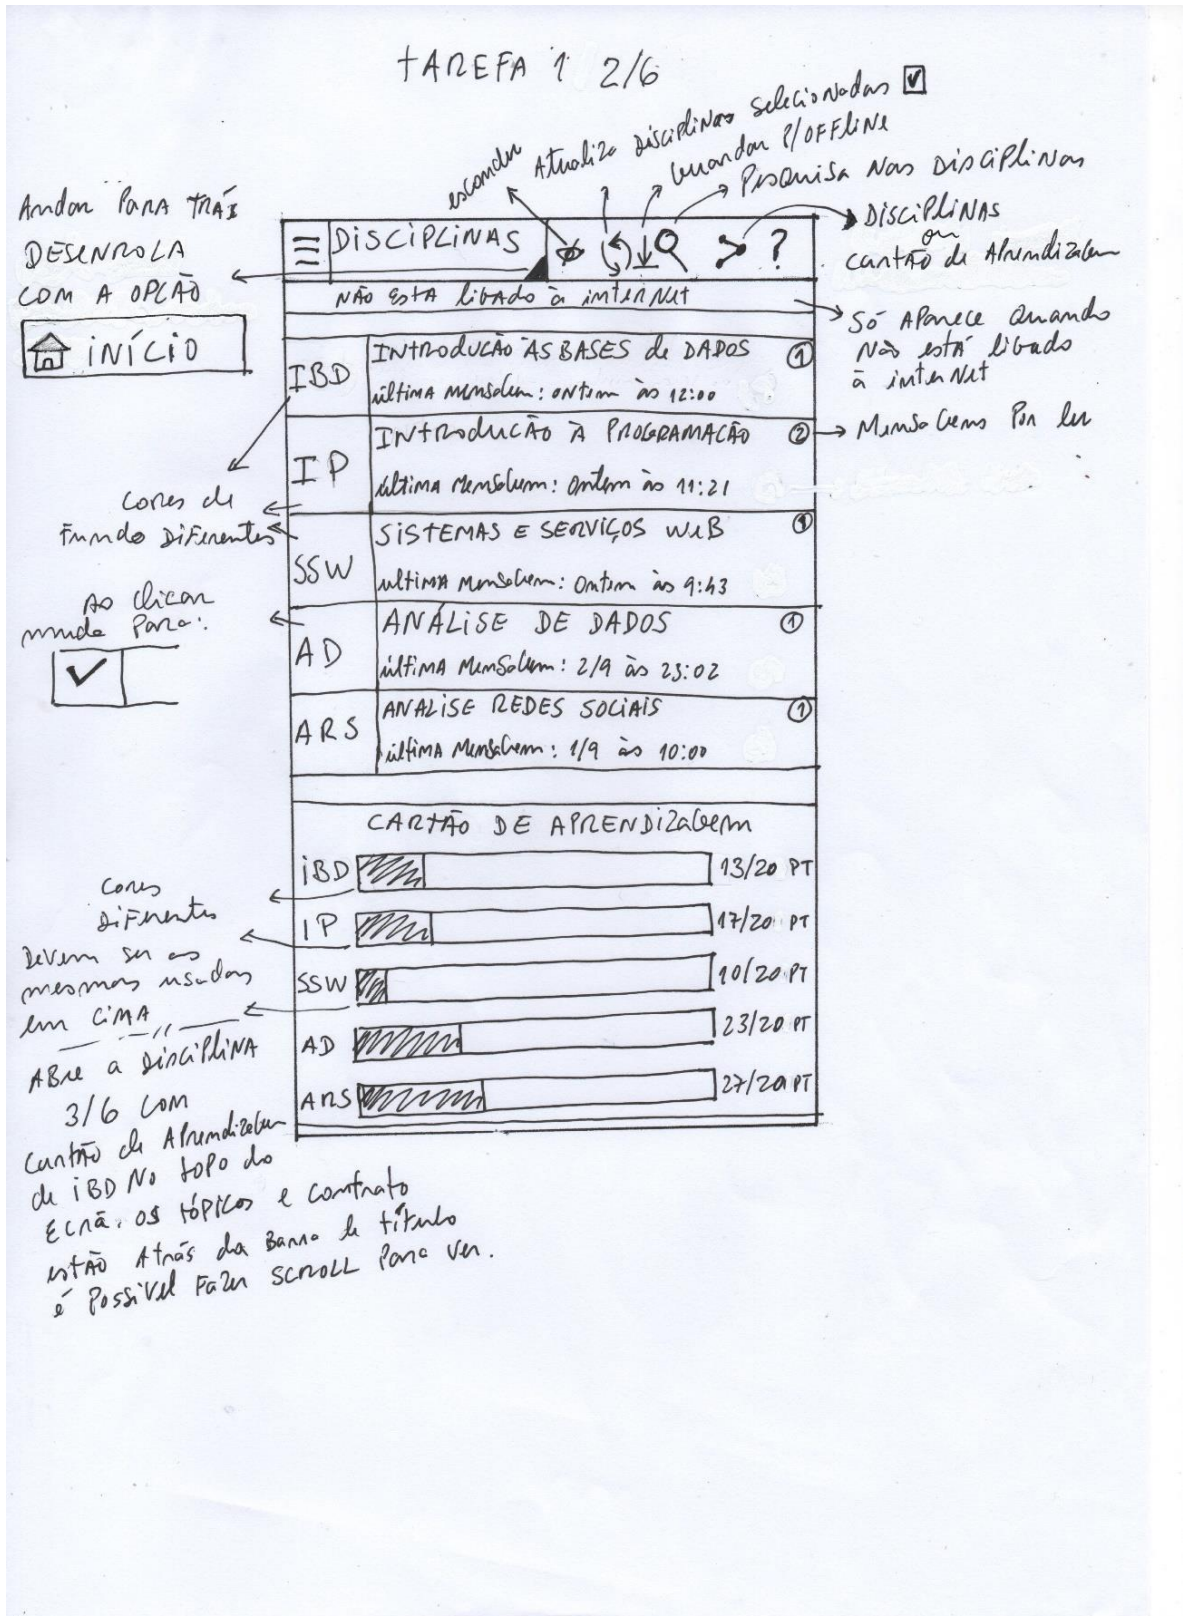 TAREFA 1 2/6
esconder
Atualiza Disciplinas selecionadas
Guardar P/OFFLINE
Pesquisa Nas Disciplinas
DISCIPLINAS
ou
cartão de Aprendizagem
Andar PARA TRÁS
DESENROLA
COM A OPÇÃO
INÍCIO
DISCIPLINAS
?
NÃO EStA ligado à interNet
Só APArece Quando
Não está ligado
à interNet
IBD
INtRoducÃO ÀS BASES de DADOS
1
última mensagem: ontem às 12:00
IP
INtRoducÃO À PROGRAMAÇÃO
2
última mensagem: Ontem às 11:21
Mensagens Por ler
Cores de
Fundo Diferentes
SSW
SISTEMAS E SERVIÇOS WeB
1
ultima mensagem: Ontem às 9:43
Ao clicar
muda Para:
AD
ANÁLISE DE DADOS
1
última Mensagem: 2/9 às 23:02
ARS
ANALISE REDES SOCIAIS
1
última Mensagem: 1/9 às 10:00
CARTÃO DE APRENDIZAGEm
iBD
13/20 PT
IP
17/20 PT
SSW
10/20 PT
AD
23/20 PT
ARS
27/20 PT
Cores
diFerentes
Devem ser as
mesmas usadas
em CIMA
ABre a disciPliNA
3/6 COM
Cartão de Aprendizagem
de iBD No toPo do
Ecrã. OS tóPicos e contrato
estÃO Atrás da Barra de título
é PossíVel Fazer SCROLL Para ver.